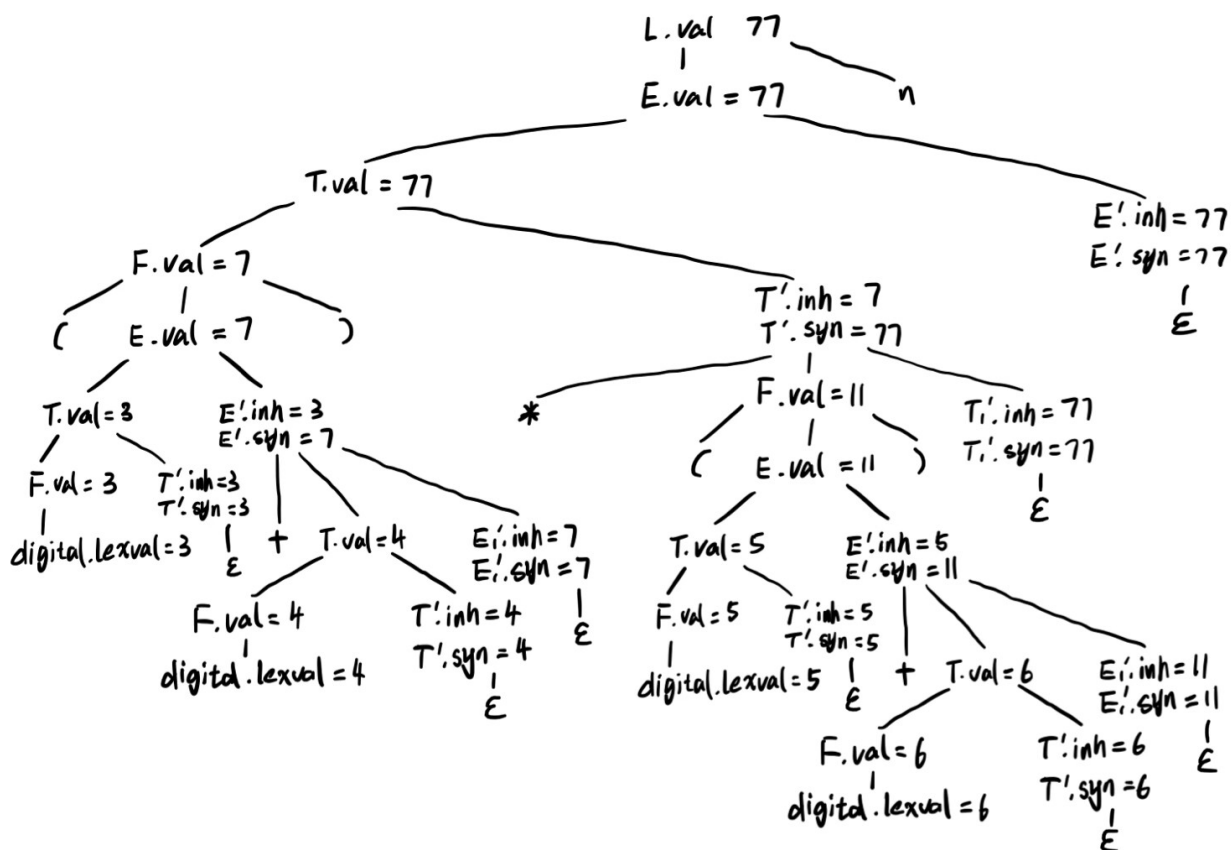 L.val 77
E.val = 77 n
T.val = 77
E'.inh = 77
E'.syn = 77
ε
F.val = 7
( E.val = 7 )
T'.inh = 7
T'.syn = 77
T.val = 3 E'.inh = 3
E'.syn = 7
* F.val = 11 T₁'.inh = 77
T₁'.syn = 77
ε
F.val = 3 T'.inh = 3
T'.syn = 3
ε
( E.val = 11 )
digital.lexval = 3 + T.val = 4 E₁'.inh = 7
E₁'.syn = 7
ε
T.val = 5 E'.inh = 5
E'.syn = 11
F.val = 4 T'.inh = 4
T'.syn = 4
ε
digital.lexval = 4
F.val = 5 T'.inh = 5
T'.syn = 5
ε
digital.lexval = 5 + T.val = 6 E₁'.inh = 11
E₁'.syn = 11
ε
F.val = 6 T'.inh = 6
T'.syn = 6
ε
digital.lexval = 6